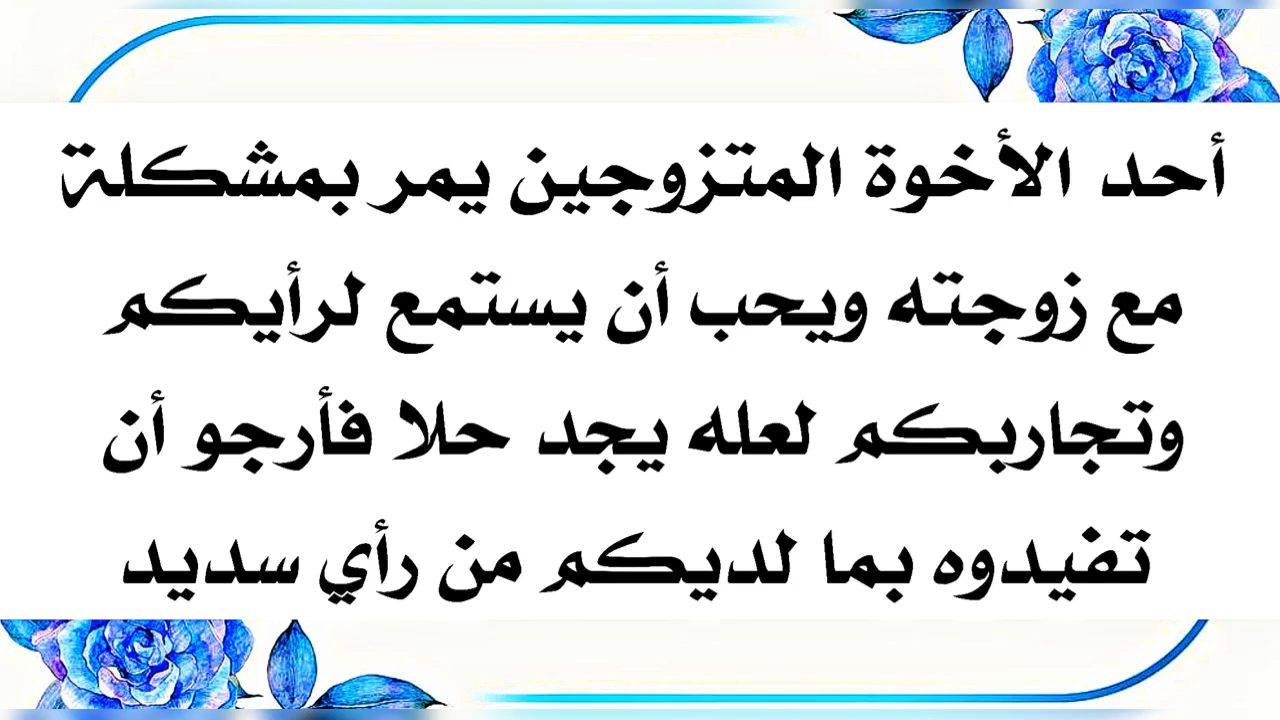 أحد الأخوة المتزوجين يمر بمشكلة
مع زوجته ويحب أن يستمع لرأيكم
وتجاربكم لعله يجد حلا فأرجو أن
تفيدوه بما لديكم من رأي سديد